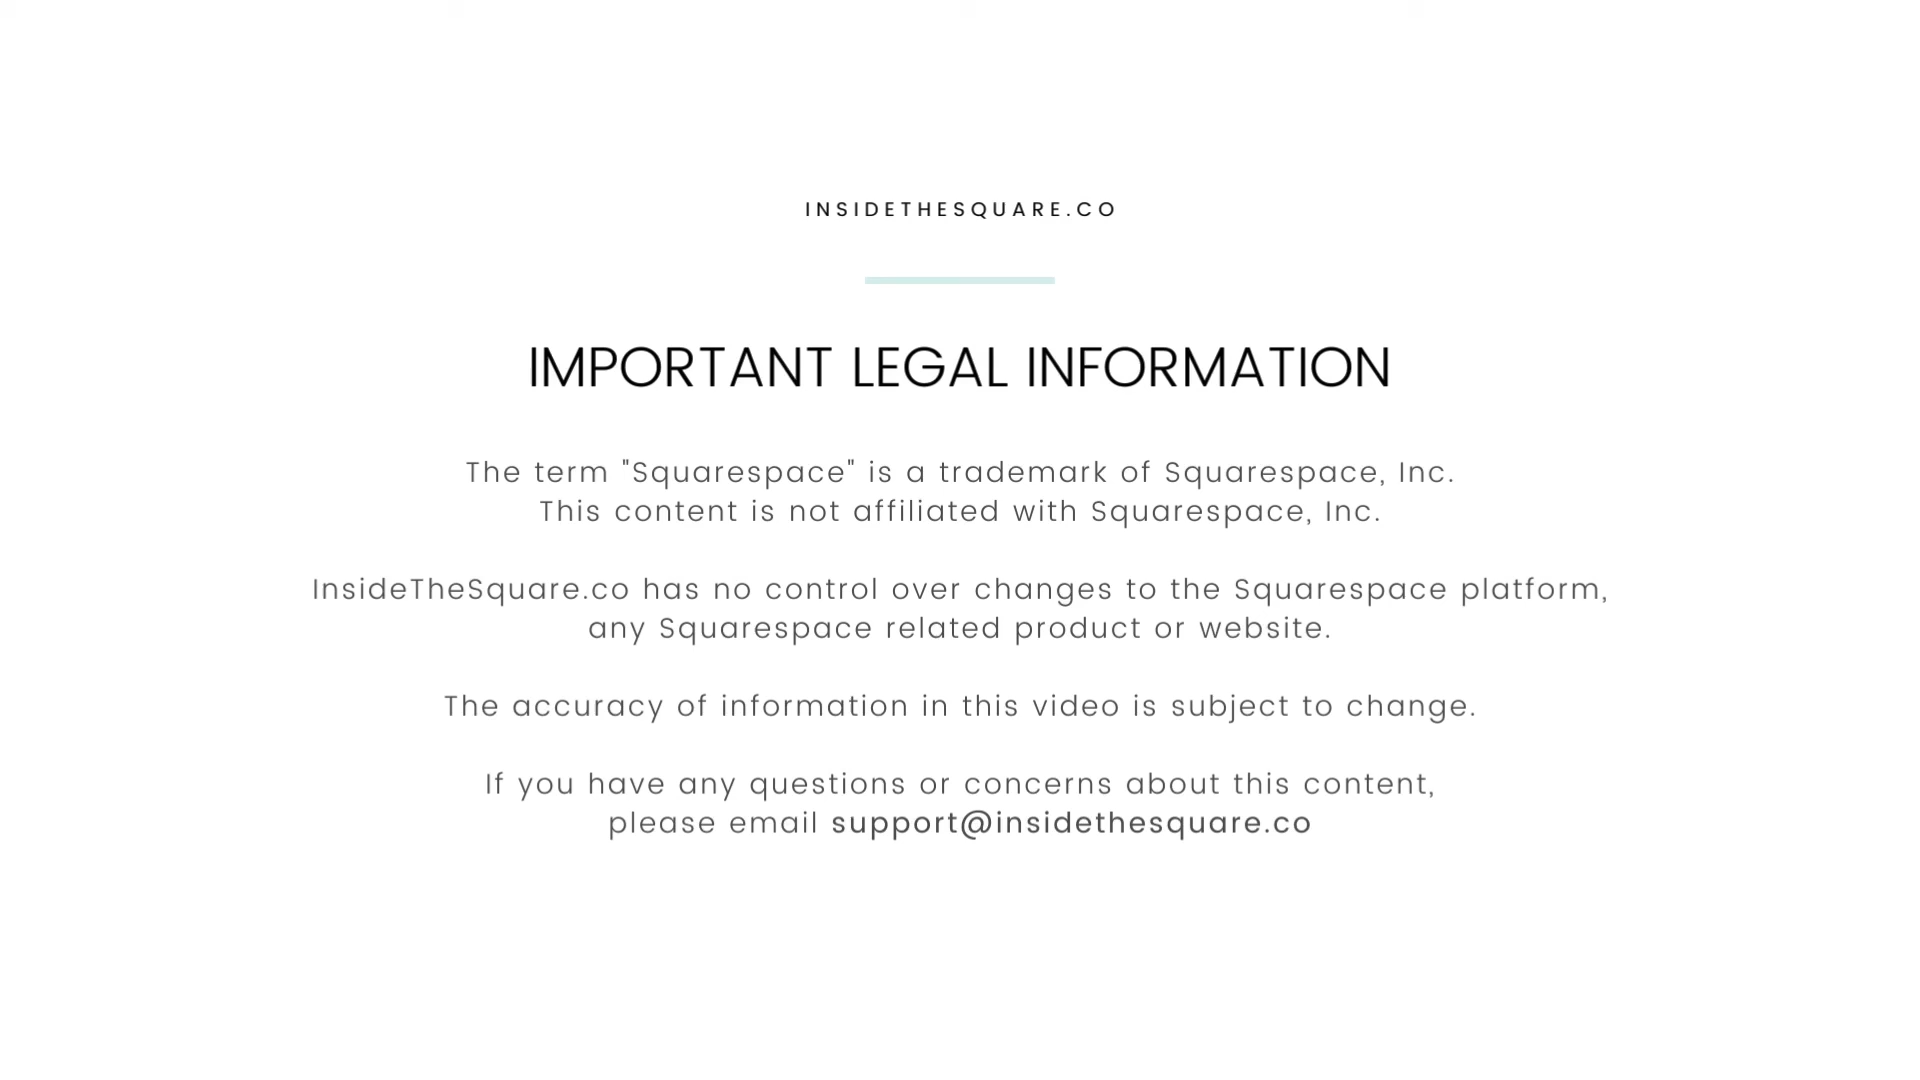 INSIDETHESQUARE.CO
IMPORTANT LEGAL INFORMATION
The term "Squarespace" is a trademark of Squarespace, Inc.
This content is not affiliated with Squarespace, Inc.
InsideTheSquare.co has no control over changes to the Squarespace platform,
any Squarespace related product or website.
The accuracy of information in this video is subject to change.
If you have any questions or concerns about this content,
please email support@insidethesquare.co